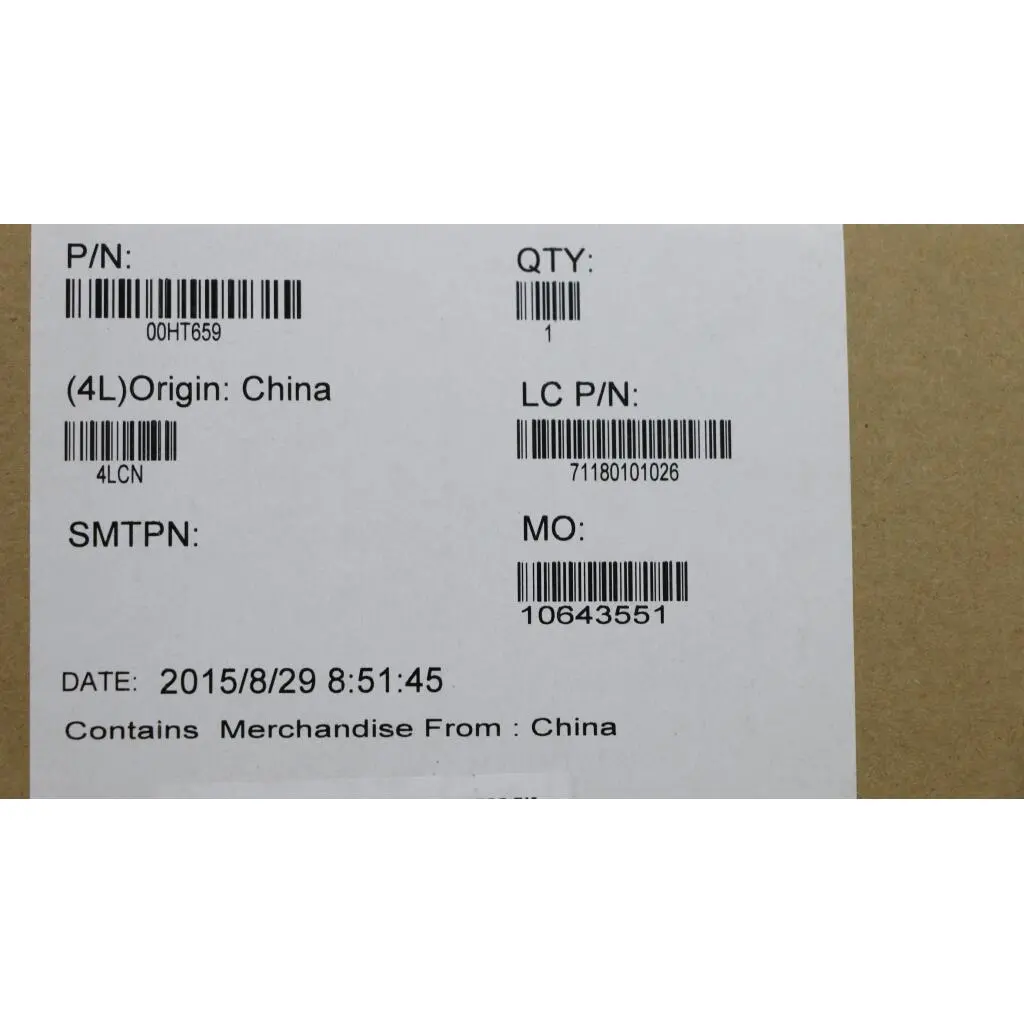 P/N:
00HT659
QTY:
1
(4L)Origin: China
4LCN
LC P/N:
71180101026
SMTPN:
MO:
10643551
DATE: 2015/8/29 8:51:45
Contains Merchandise From : China